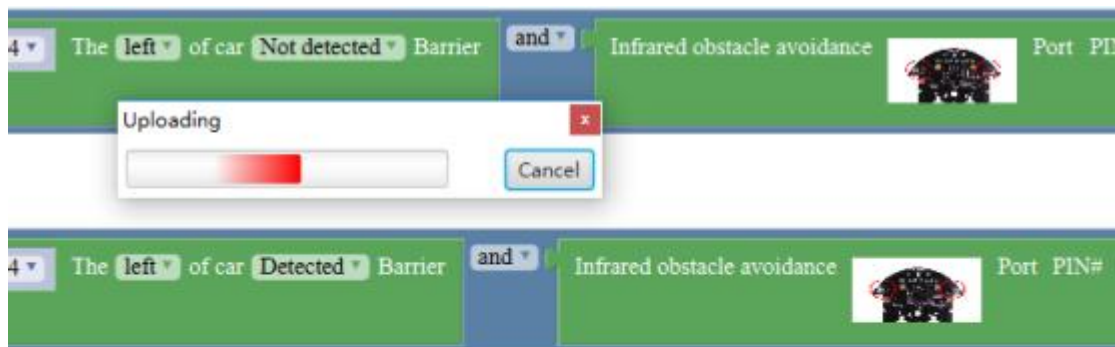 4 The left of car Not detected Barrier and Infrared obstacle avoidance Port
Uploading x
Cancel
4 The left of car Detected Barrier and Infrared obstacle avoidance Port PIN#